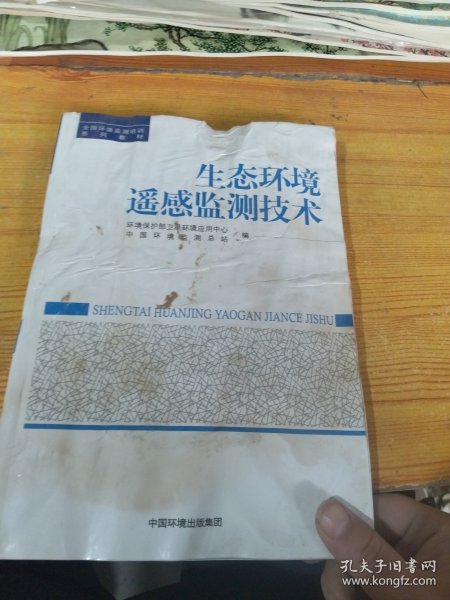 全国环境监测培训
系列教材
生态环境
遥感监测技术
环境保护部卫星环境应用中心
中国环境监测总站
编
SHENGTAI HUANJING YAOGAN JIANCE JISHU
中国环境出版集团
孔夫子旧书网
www.kongfz.com